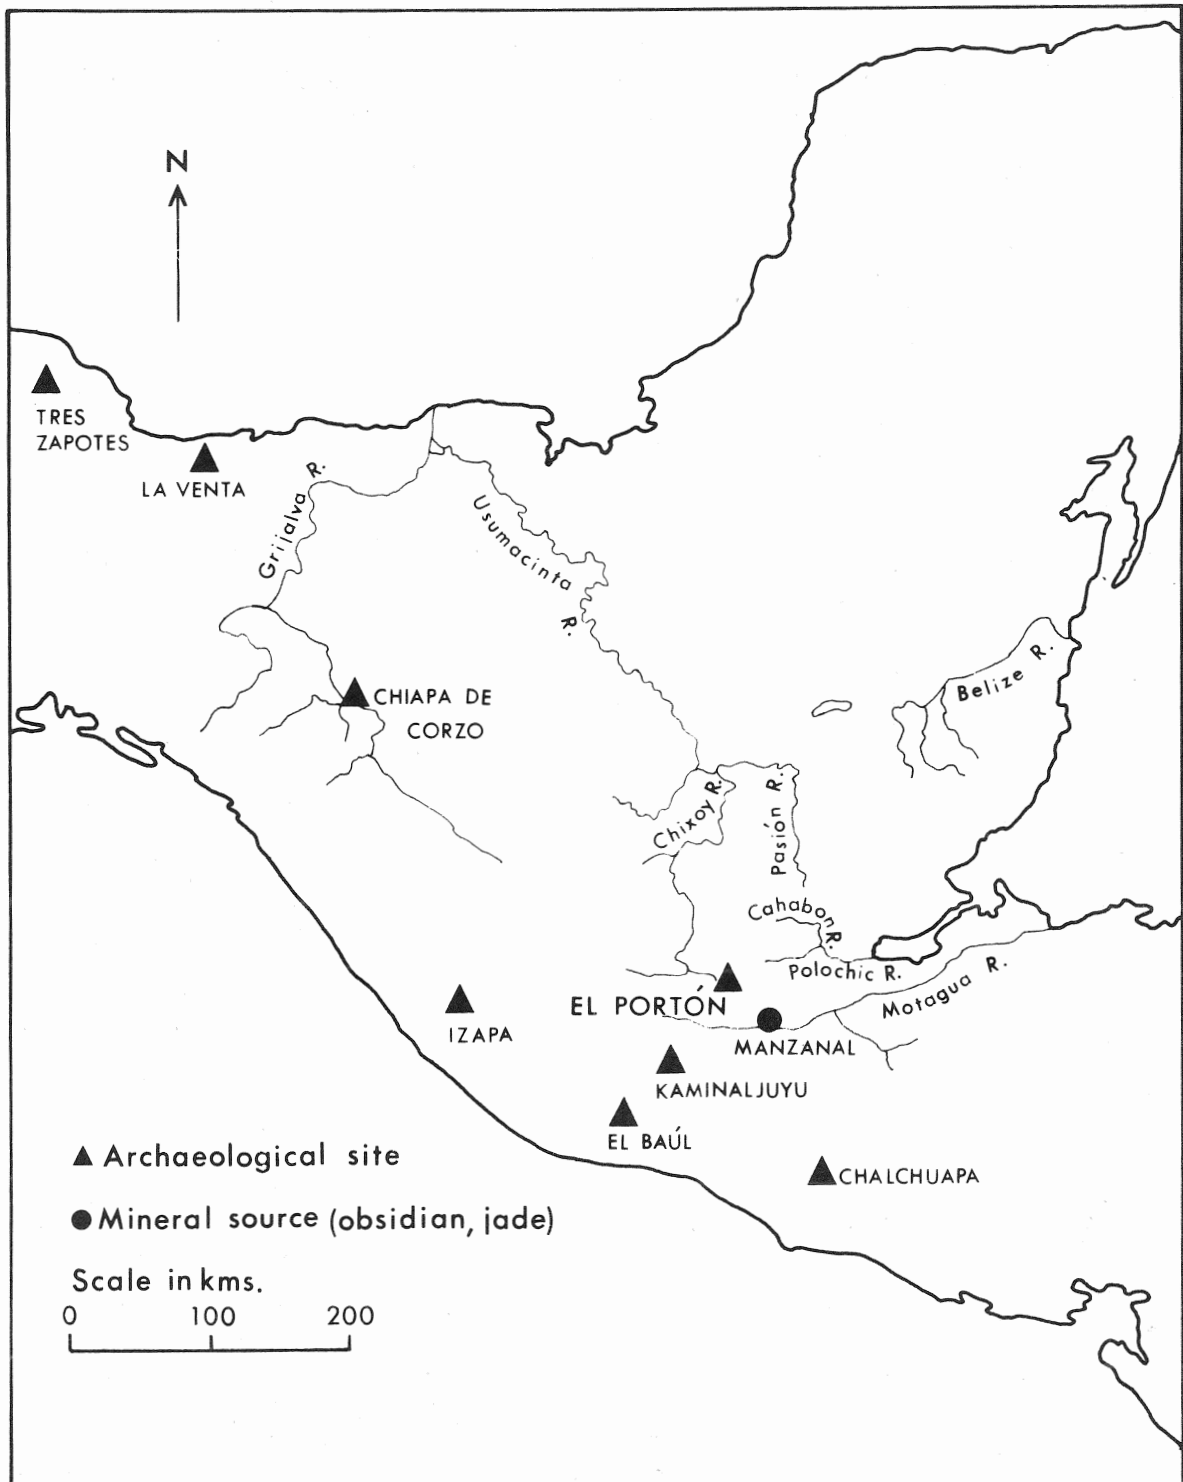 N
TRES
ZAPOTES
LA VENTA
Grijalva R.
Usumacinta R.
CHIAPA DE
CORZO
Belize R.
Chixoy R.
Pasión R.
Cahabon R.
Polochic R.
Motagua R.
EL PORTÓN
IZAPA
MANZANAL
KAMINALJUYU
EL BAÚL
CHALCHUAPA
Archaeological site
Mineral source (obsidian, jade)
Scale in kms.
0 100 200